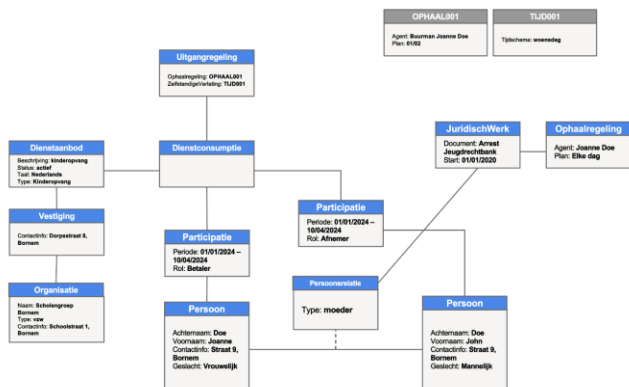 OPHAAL001
Agent: Buurman Joanne Doe
Plan: 01/02
TIJD001
Tijdschema: woensdag
Uitgangregeling
Ophaalregeling: OPHAAL001
ZelfstandigeVerlating: TIJD001
Dienstaanbod
Beschrijving: kinderopvang
Status: actief
Taal: Nederlands
Type: Kinderopvang
Dienstconsumptie
JuridischWerk
Document: Arrest
Jeugdrechtbank
Start: 01/01/2020
Ophaalregeling
Agent: Joanne Doe
Plan: Elke dag
Vestiging
Contactinfo: Dorpsstraat 8,
Bornem
Participatie
Periode: 01/01/2024 –
10/04/2024
Rol: Betaler
Participatie
Periode: 01/01/2024 –
10/04/2024
Rol: Afnemer
Organisatie
Naam: Scholengroep
Bornem
Type: vzw
Contactinfo: Schoolstraat 1,
Bornem
Persoonsrelatie
Type: moeder
Persoon
Achternaam: Doe
Voornaam: Joanne
Contactinfo: Straat 9,
Bornem
Geslacht: Vrouwelijk
Persoon
Achternaam: Doe
Voornaam: John
Contactinfo: Straat 9,
Bornem
Geslecht: Mannelijk